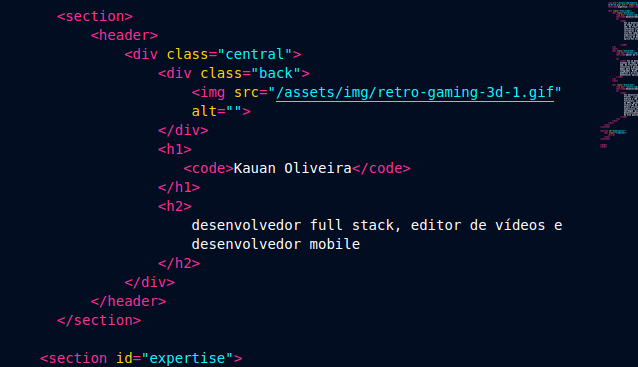 <section>
<header>
<div class="central">
<div class="back">
<img src="/assets/img/retro-gaming-3d-1.gif"
alt="">
</div>
<h1>
<code>Kauan Oliveira</code>
</h1>
<h2>
desenvolvedor full stack, editor de vídeos e
desenvolvedor mobile
</h2>
</div>
</header>
</section>
<section id="expertise">